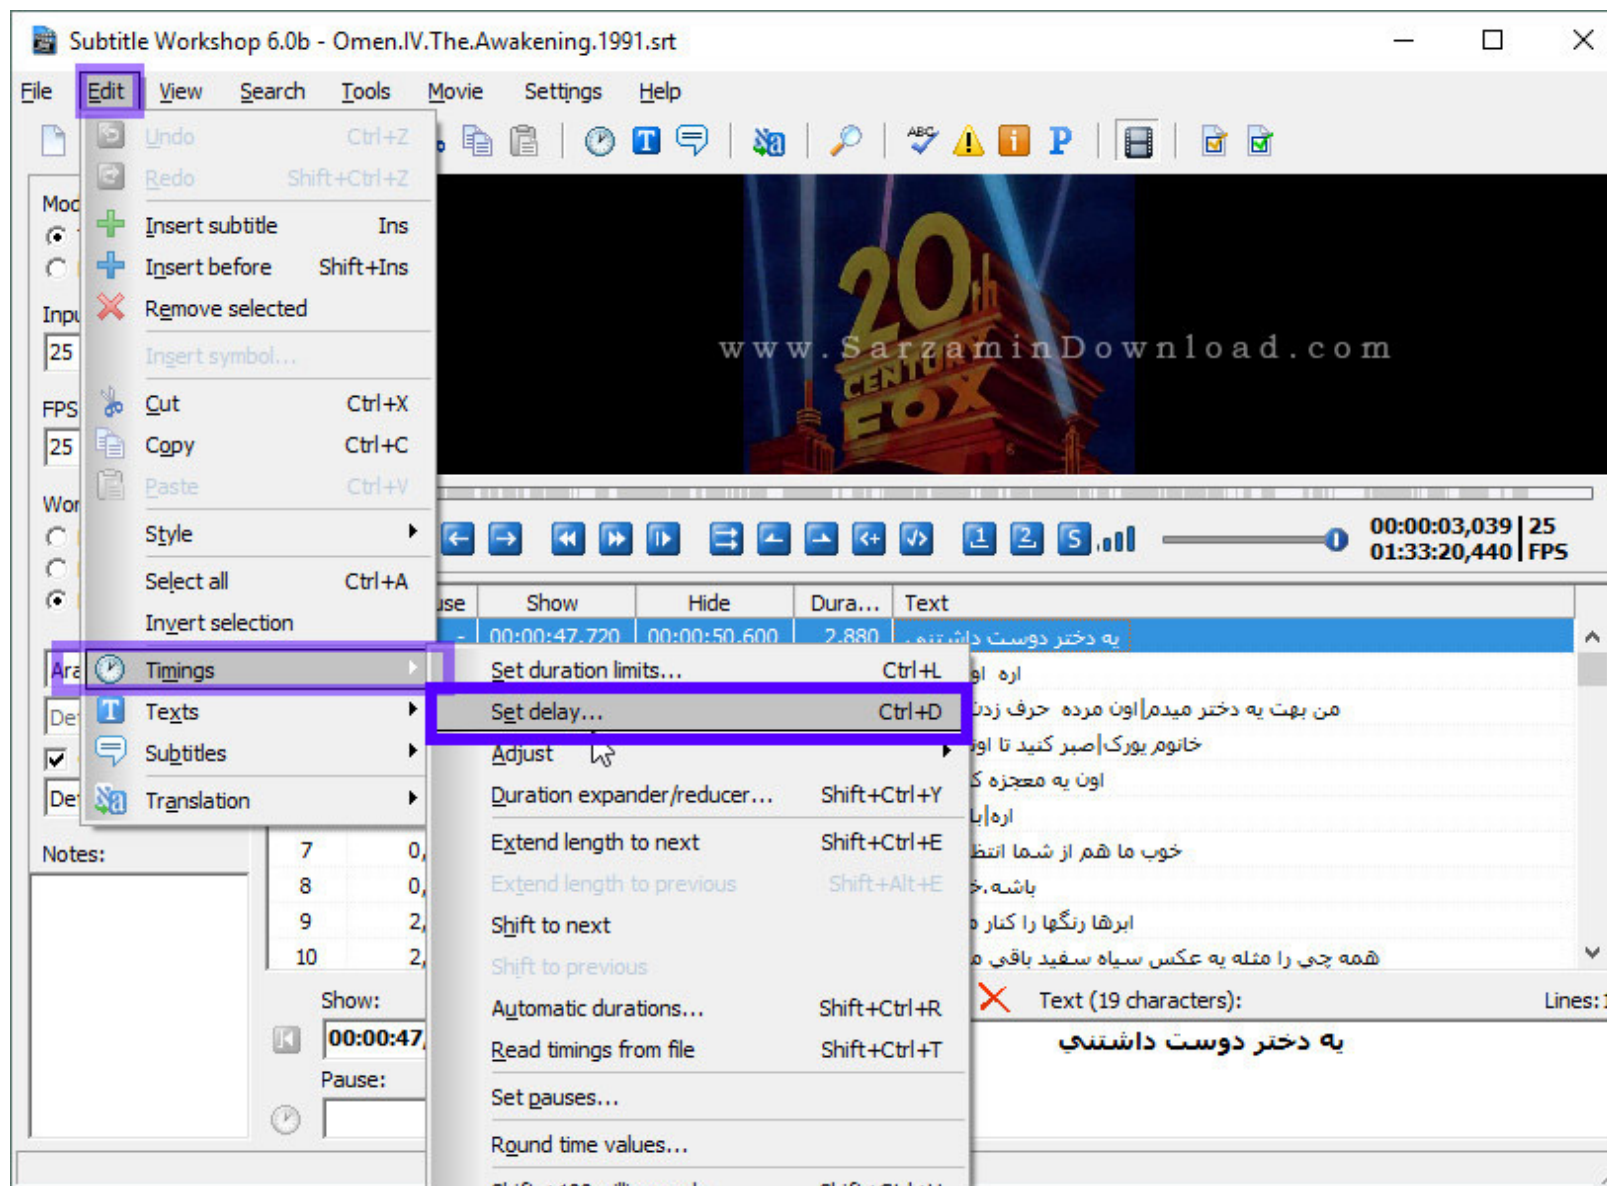 Subtitle Workshop 6.0b - Omen.IV.The.Awakening.1991.srt
File Edit View Search Tools Movie Settings Help
Undo Ctrl+Z
Redo Shift+Ctrl+Z
Insert subtitle Ins
Insert before Shift+Ins
Remove selected
Insert symbol...
Cut Ctrl+X
Copy Ctrl+C
Paste Ctrl+V
Style
Select all Ctrl+A
Invert selection
Timings
Texts
Subtitles
Translation
25
FPS
25
Notes:
20th
CENTURY
FOX
www.SarzaminDownload.com
00:00:03,039 25
01:33:20,440 FPS
Show Hide Dura... Text
- 00:00:47,720 00:00:50,600 2,880 یه دختر دوست داشتنی
اره او
من بهت یه دختر میدم|اون مرده حرف زدن
خانوم یورک|صبر کنید تا
اون یه معجزه
7 0, خوب ما هم از شما
8 0, باشه.
9 2, ابرها رنگها را کنار
10 2, همه چی را مثله یه عکس سیاه سفید باقی
Set duration limits... Ctrl+L
Set delay... Ctrl+D
Adjust
Duration expander/reducer... Shift+Ctrl+Y
Extend length to next Shift+Ctrl+E
Extend length to previous Shift+Alt+E
Shift to next
Shift to previous
Automatic durations... Shift+Ctrl+R
Read timings from file Shift+Ctrl+T
Set pauses...
Round time values...
Show:
00:00:47,
Pause:
Text (19 characters):
Lines:
یه دختر دوست داشتنی